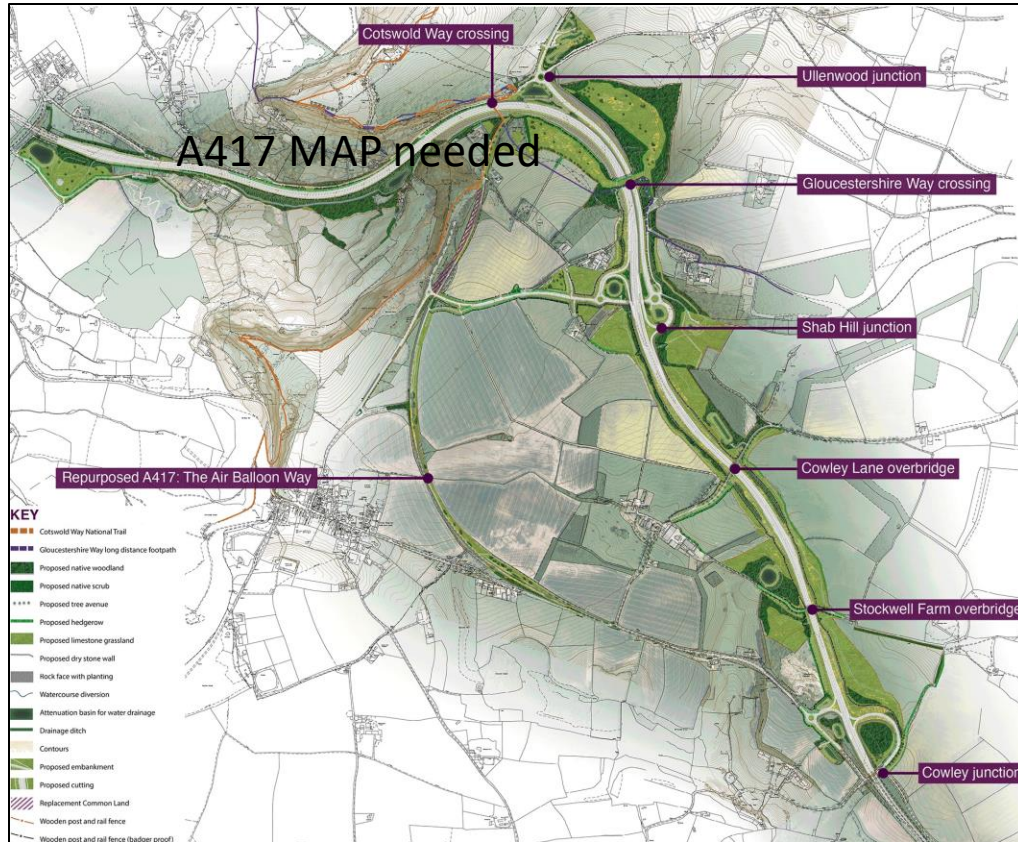 Cotswold Way crossing
Ullenwood junction
A417 MAP needed
Gloucestershire Way crossing
Shab Hill junction
Cowley Lane overbridge
Repurposed A417: The Air Balloon Way
Stockwell Farm overbridge
Cowley junction
KEY
Cotswold Way National Trail
Gloucestershire Way long distance footpath
Proposed native woodland
Proposed native scrub
Proposed tree avenue
Proposed hedgerow
Proposed limestone grassland
Proposed dry stone wall
Rock face with planting
Watercourse diversion
Attenuation basin for water drainage
Drainage ditch
Contours
Proposed embankment
Proposed cutting
Replacement Common Land
Wooden post and rail fence
Wooden post and rail fence (badger proof)